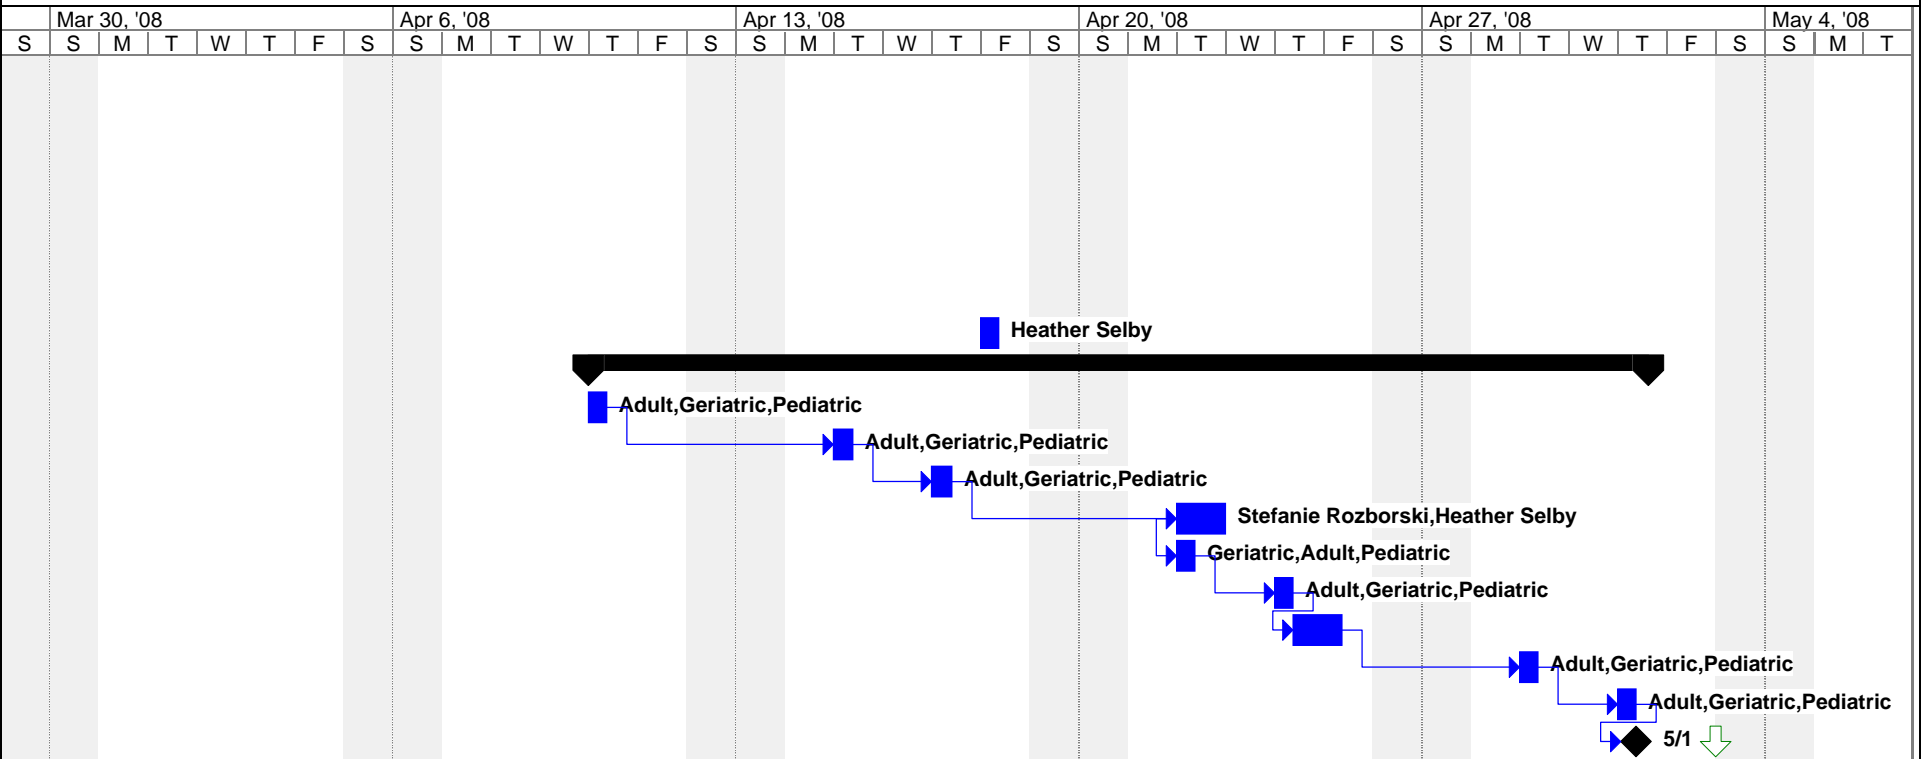 Mar 30, '08 Apr 6, '08 Apr 13, '08 Apr 20, '08 Apr 27, '08 May 4, '08
S S M T W T F S S M T W T F S S M T W T F S S M T W T F S S M T W T F S S M T
Heather Selby
Adult,Geriatric,Pediatric
Adult,Geriatric,Pediatric
Adult,Geriatric,Pediatric
Stefanie Rozborski,Heather Selby
Geriatric,Adult,Pediatric
Adult,Geriatric,Pediatric
Adult,Geriatric,Pediatric
Adult,Geriatric,Pediatric
5/1